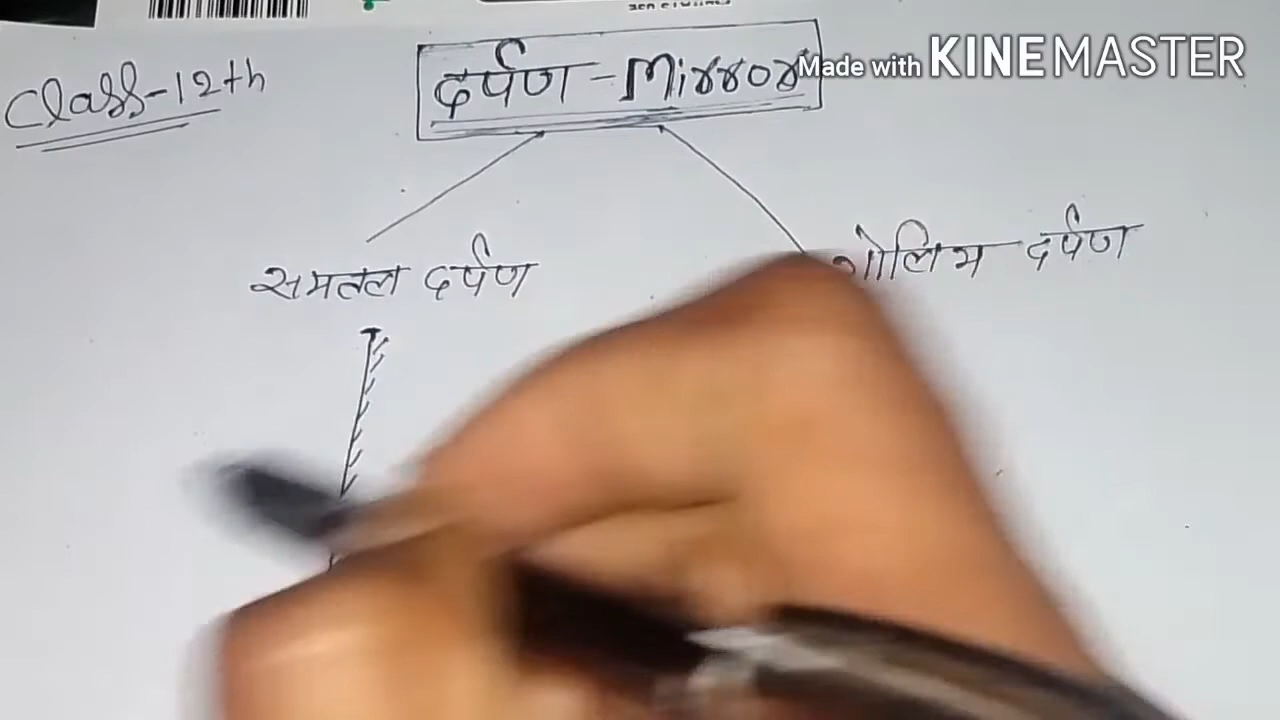 Made with KINEMASTER
Class-12th
दर्पण - Mirror
समतल दर्पण
गोलिय दर्पण